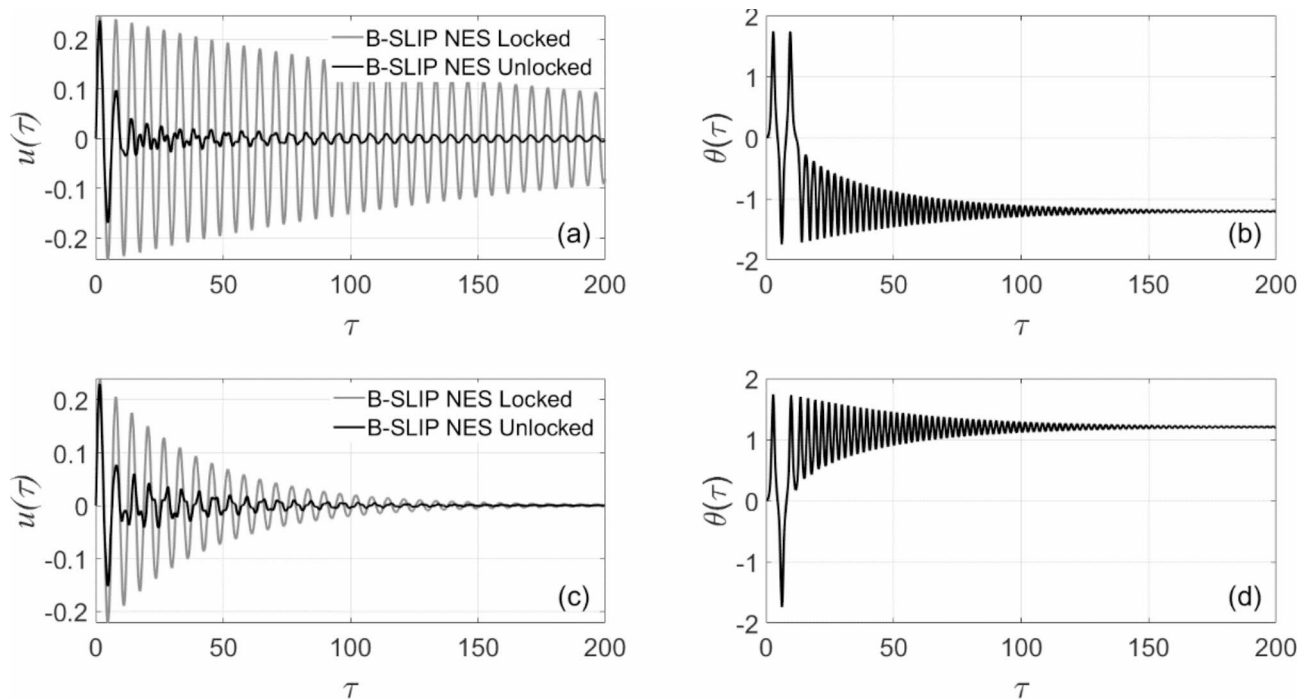 0.2
0.1
0
-0.1
-0.2
u(τ)
B-SLIP NES Locked
B-SLIP NES Unlocked
(a)
0 50 100 150 200
τ
2
1
0
-1
-2
θ(τ)
(b)
0 50 100 150 200
τ
0.2
0.1
0
-0.1
-0.2
u(τ)
B-SLIP NES Locked
B-SLIP NES Unlocked
(c)
0 50 100 150 200
τ
2
1
0
-1
-2
θ(τ)
(d)
0 50 100 150 200
τ